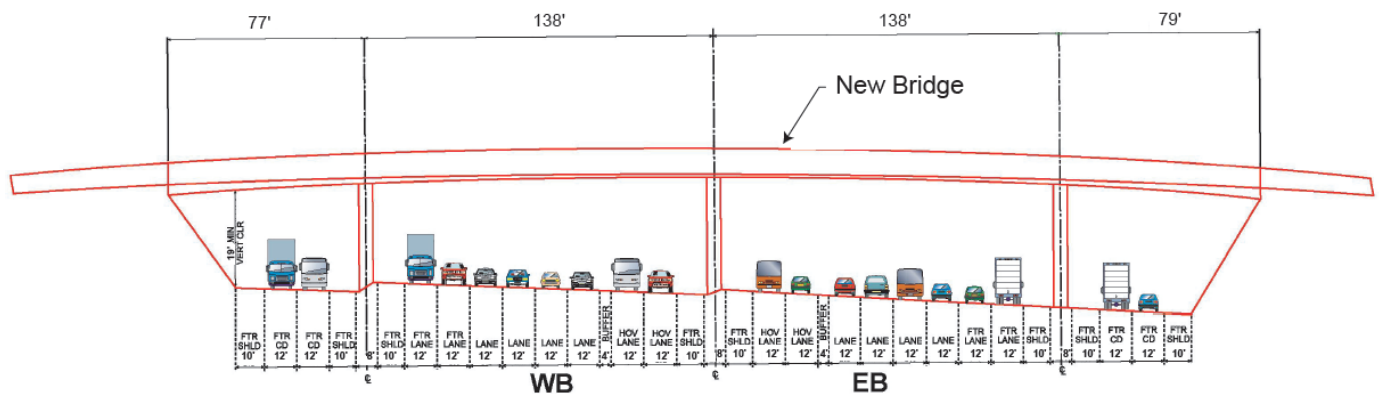 77'
138'
138'
79'
New Bridge
19' MIN
VERT CLR
FTR
SHLD
10'
FTR
CD
12'
FTR
CD
12'
FTR
SHLD
10'
8'
FTR
SHLD
10'
FTR
LANE
12'
FTR
LANE
12'
LANE
12'
LANE
12'
LANE
12'
LANE
12'
BUFFER
4'
HOV
LANE
12'
HOV
LANE
12'
FTR
SHLD
10'
8'
FTR
SHLD
10'
HOV
LANE
12'
HOV
LANE
12'
BUFFER
4'
LANE
12'
LANE
12'
LANE
12'
LANE
12'
FTR
LANE
12'
FTR
LANE
12'
FTR
SHLD
10'
8'
FTR
SHLD
10'
FTR
CD
12'
FTR
CD
12'
FTR
SHLD
10'
℄
℄
℄
WB
EB